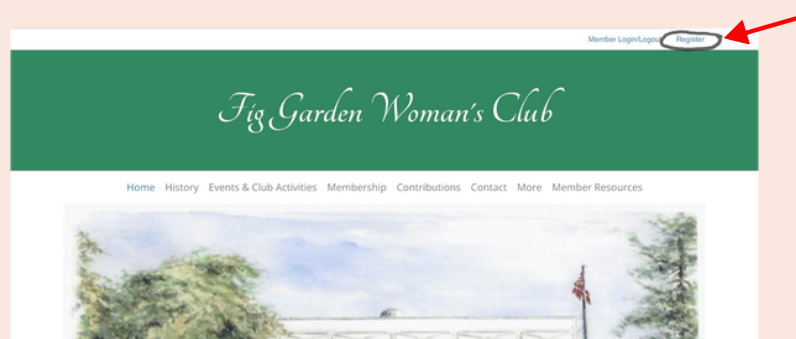 Member Login/Logout Register
Fig Garden Woman's Club
Home History Events & Club Activities Membership Contributions Contact More Member Resources